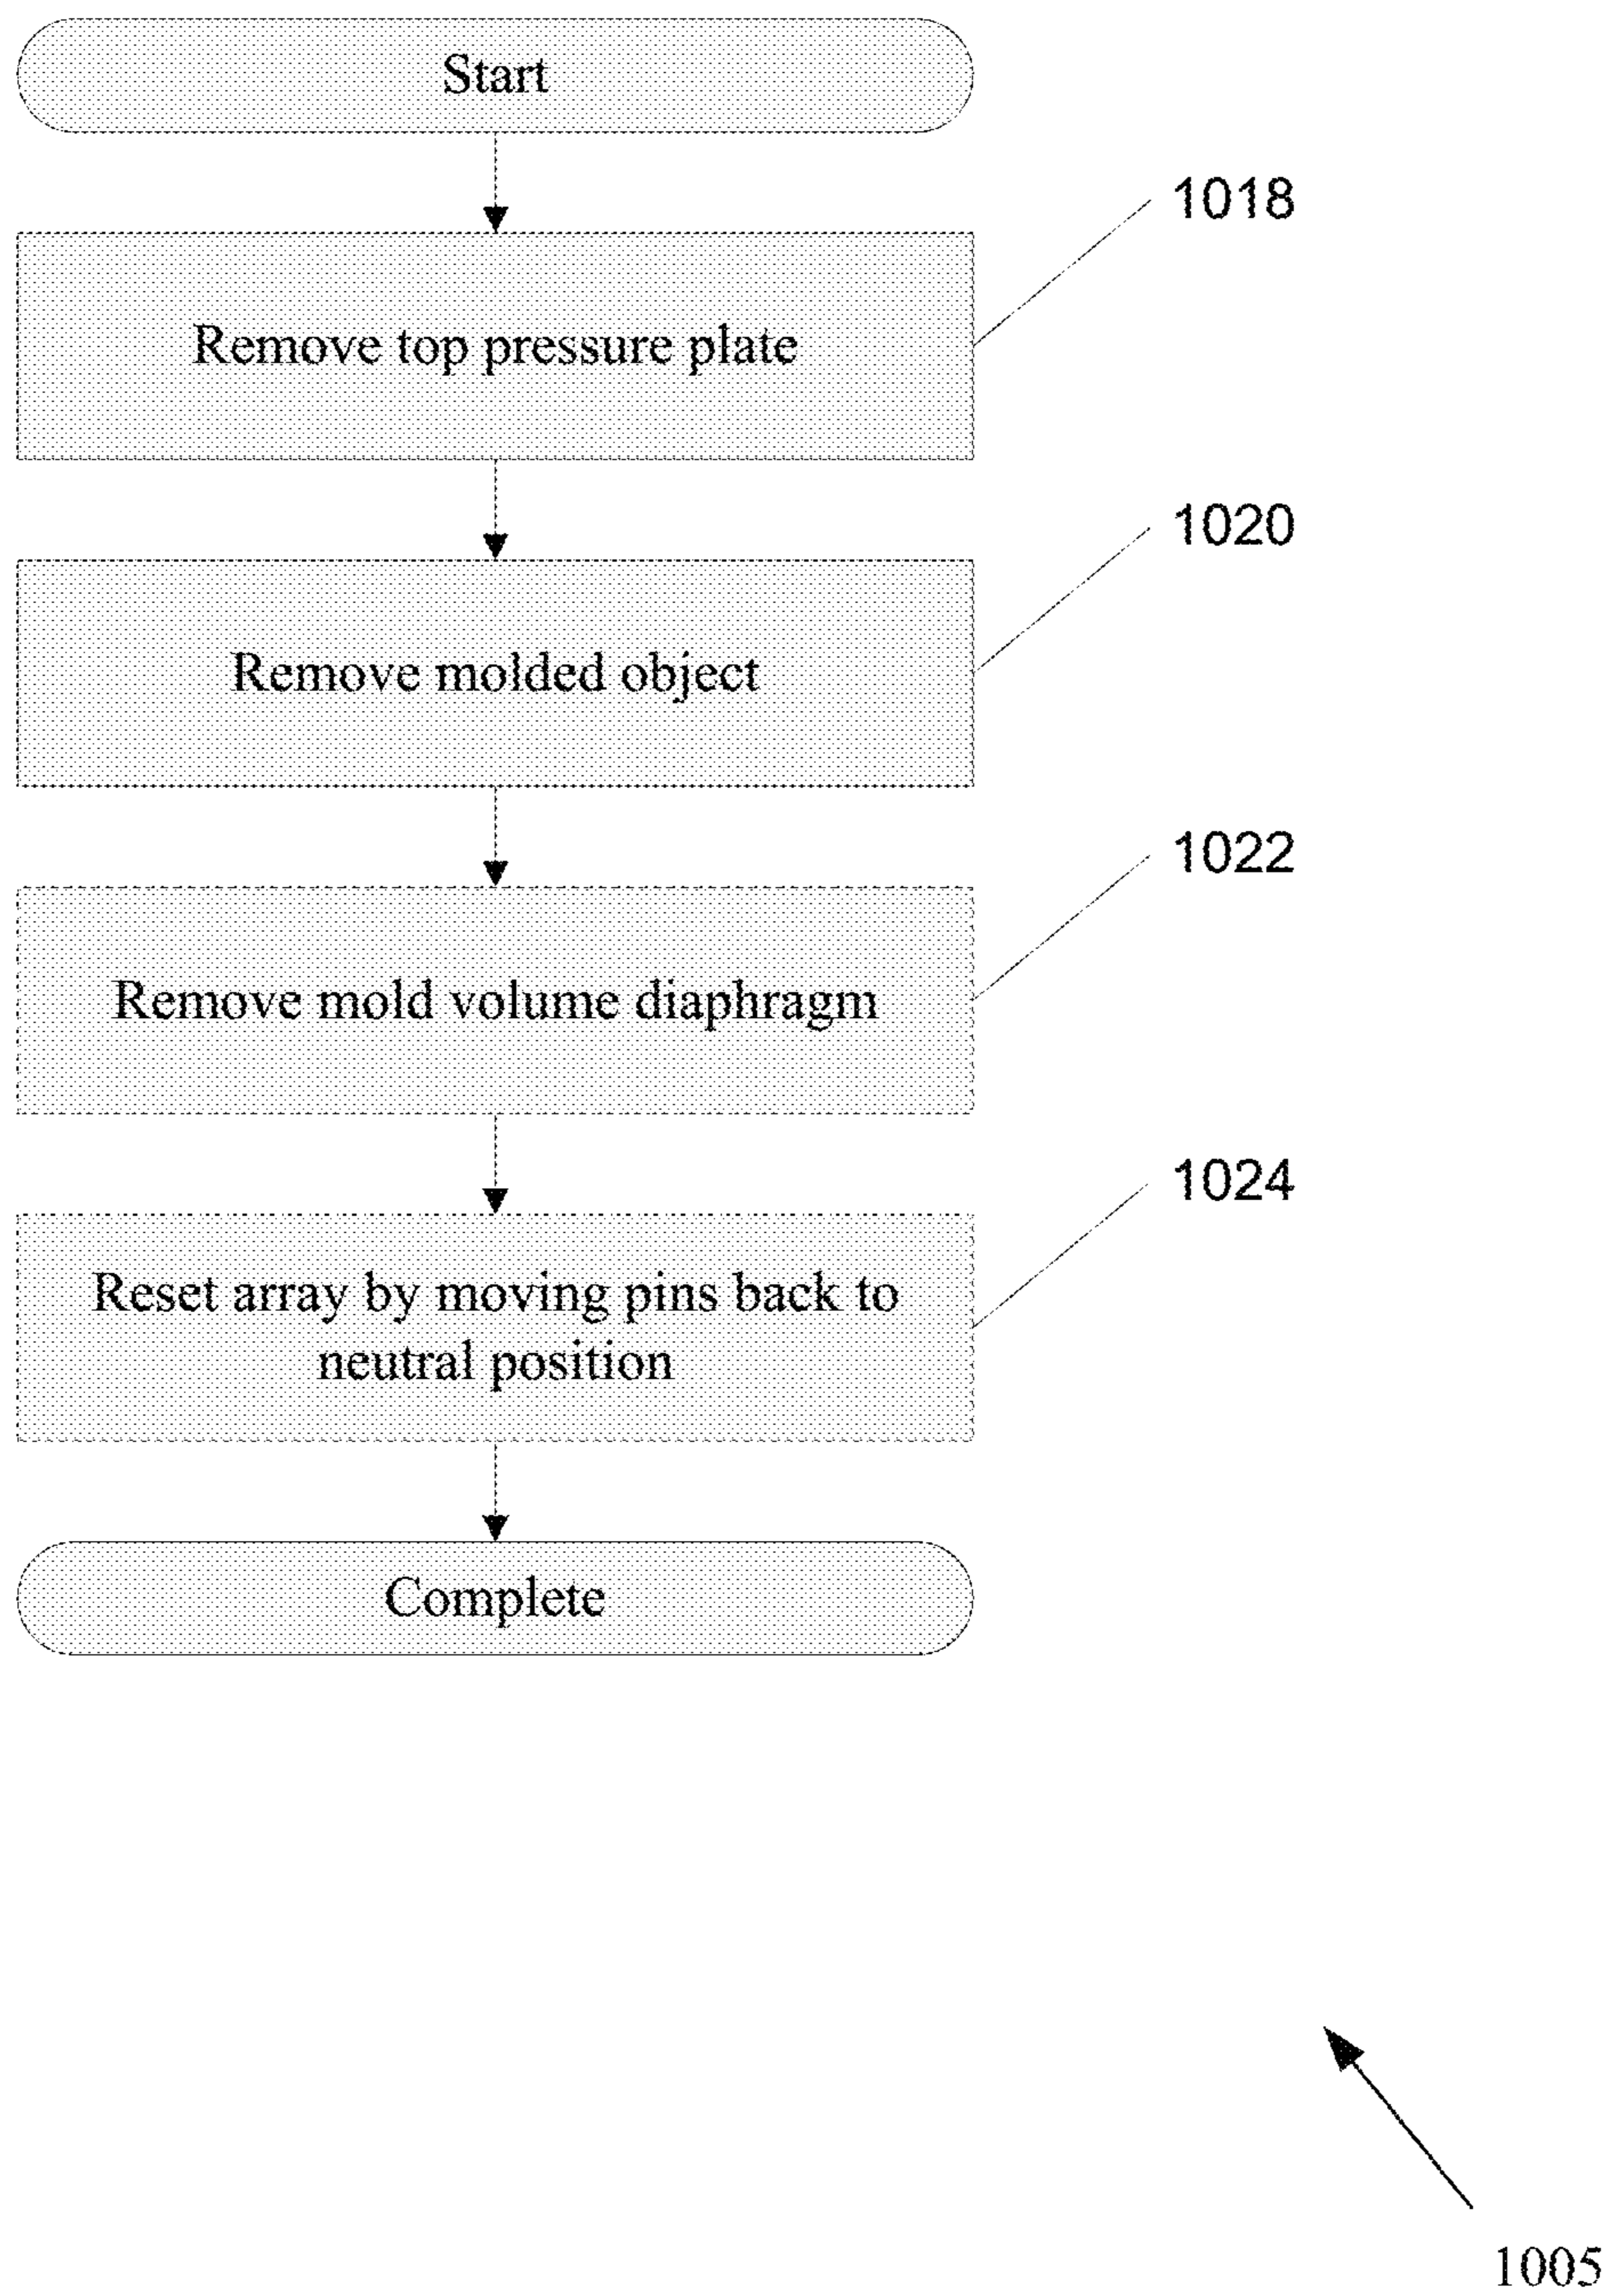 Start
1018
Remove top pressure plate
1020
Remove molded object
1022
Remove mold volume diaphragm
1024
Reset array by moving pins back to
neutral position
Complete
1005